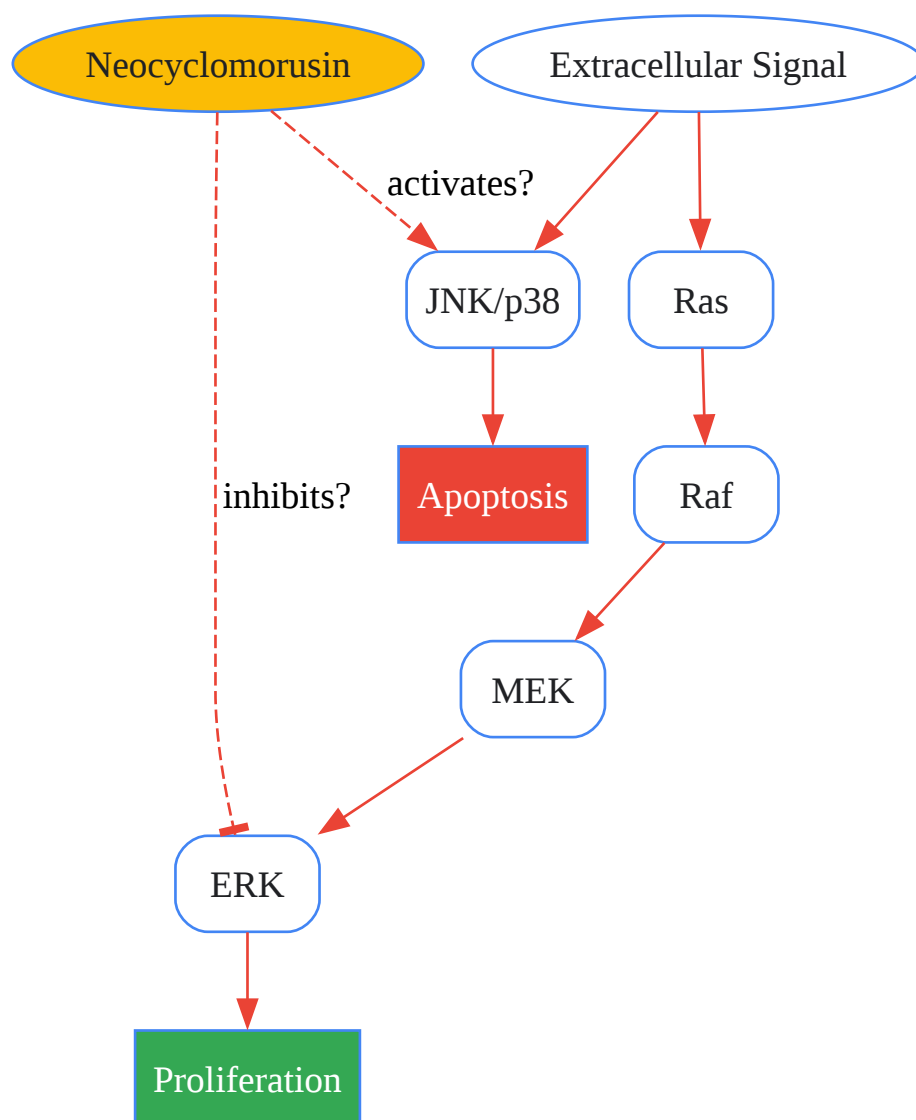 Neocyclomorusin
Extracellular Signal
activates?
JNK/p38
Ras
inhibits?
Apoptosis
Raf
MEK
ERK
Proliferation